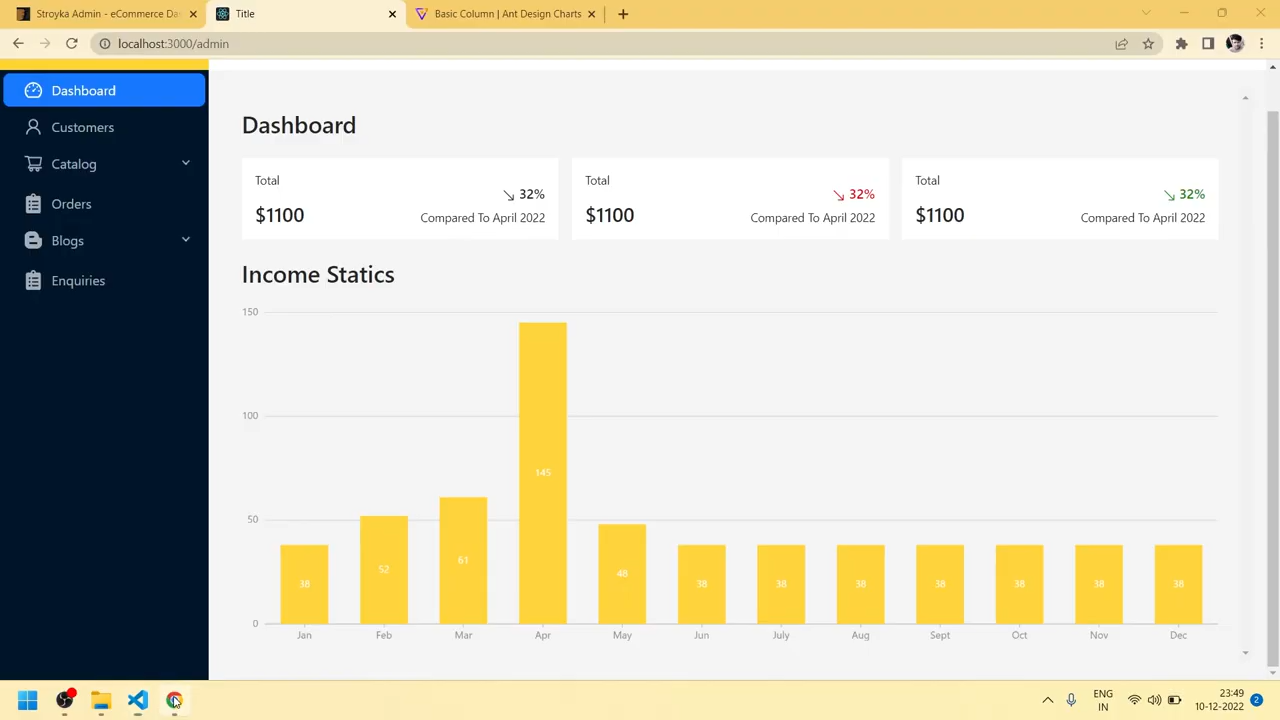 Stroyka Admin - eCommerce Da
Title
Basic Column | Ant Design Charts
localhost:3000/admin
Dashboard
Customers
Catalog
Orders
Blogs
Enquiries
Dashboard
Total
32%
$1100
Compared To April 2022
Total
32%
$1100
Compared To April 2022
Total
32%
$1100
Compared To April 2022
Income Statics
150
100
50
0
38
52
61
145
48
38
38
38
38
38
38
38
Jan
Feb
Mar
Apr
May
Jun
July
Aug
Sept
Oct
Nov
Dec
ENG
IN
23:49
10-12-2022
2